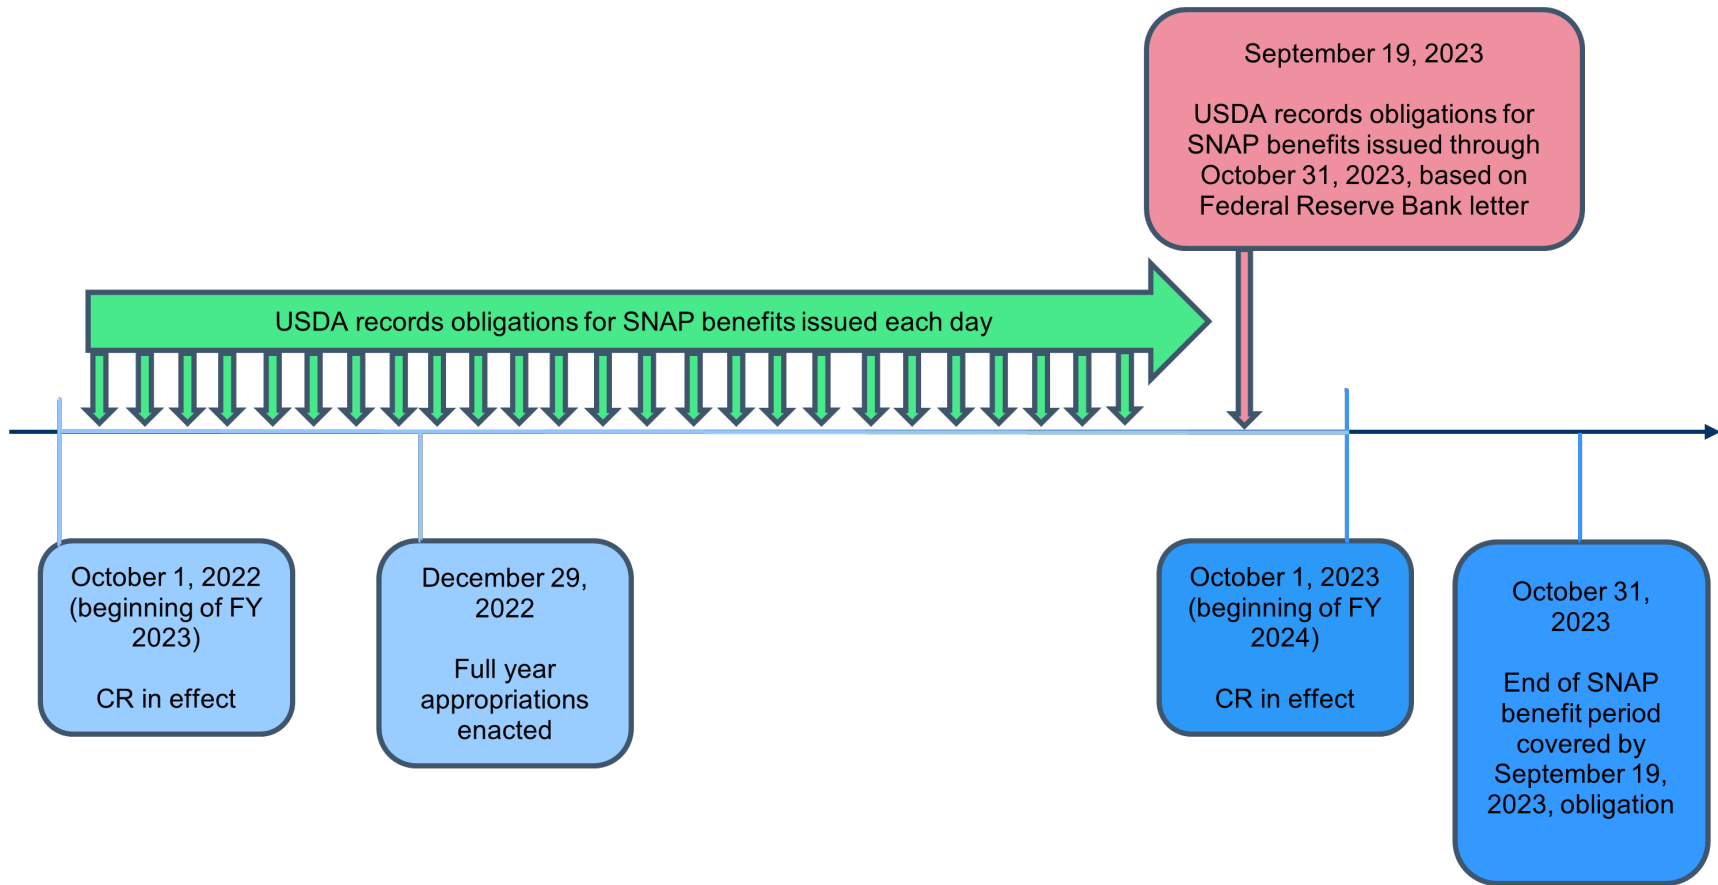 September 19, 2023
USDA records obligations for
SNAP benefits issued through
October 31, 2023, based on
Federal Reserve Bank letter
USDA records obligations for SNAP benefits issued each day
October 1, 2022
(beginning of FY
2023)
CR in effect
December 29,
2022
Full year
appropriations
enacted
October 1, 2023
(beginning of FY
2024)
CR in effect
October 31,
2023
End of SNAP
benefit period
covered by
September 19,
2023, obligation